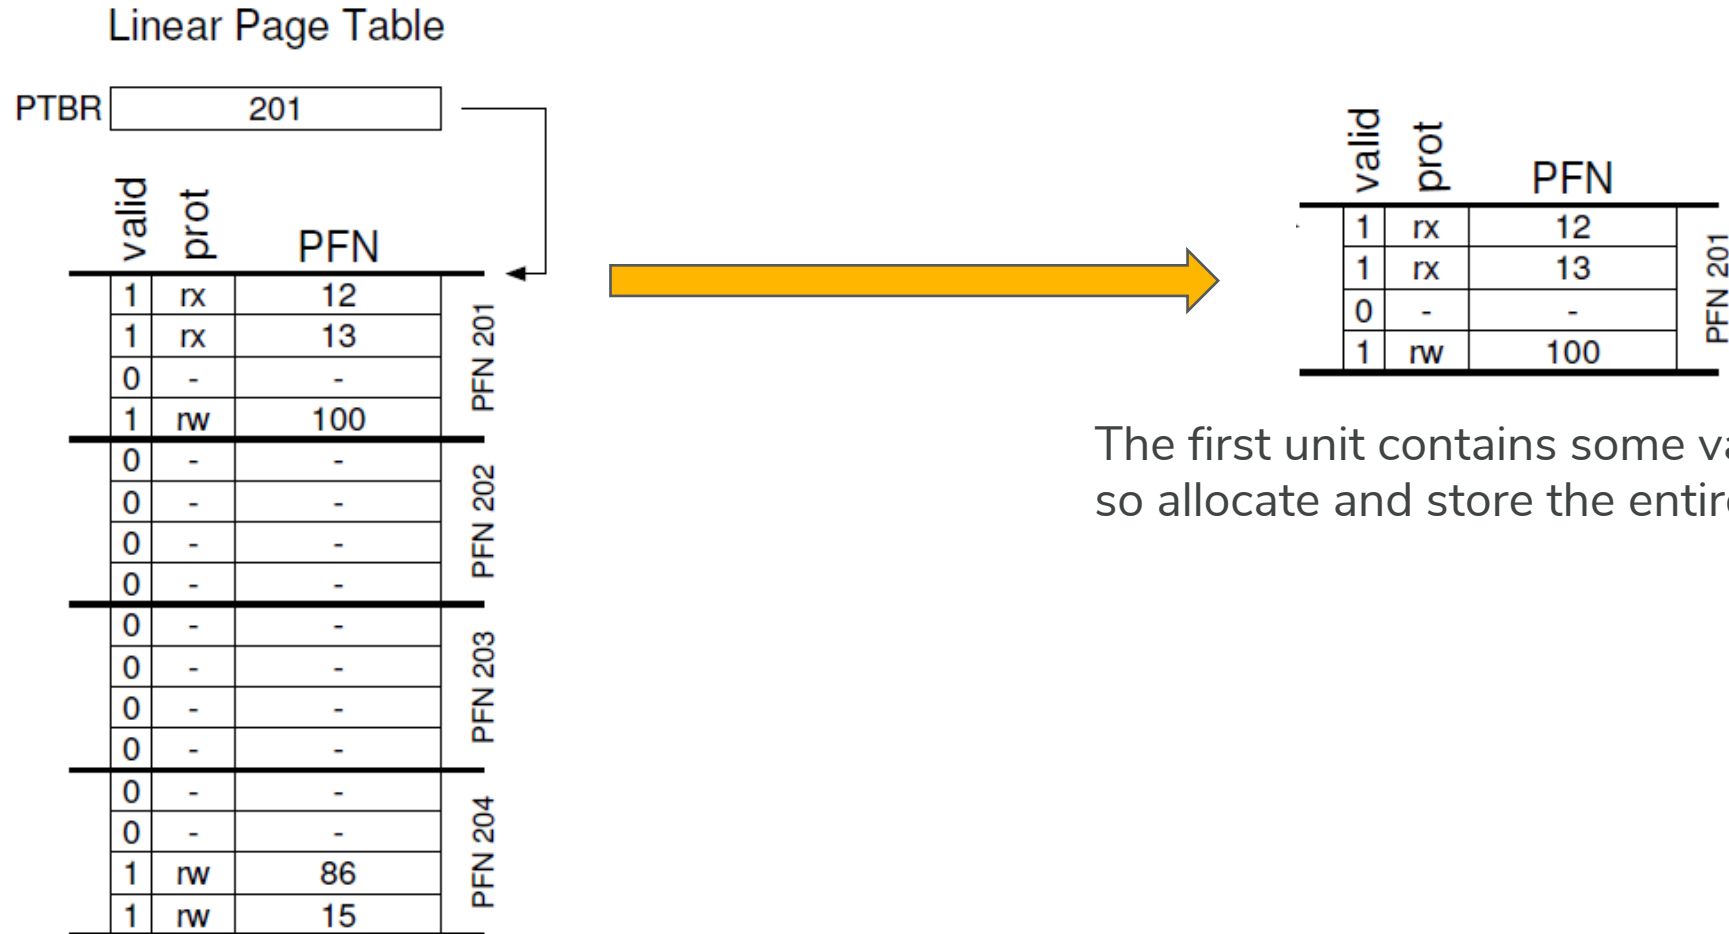 Linear Page Table
PTBR 201
valid prot PFN
1 rx 12
1 rx 13
0 - -
1 rw 100
PFN 201
0 - -
0 - -
0 - -
0 - -
PFN 202
0 - -
0 - -
0 - -
0 - -
PFN 203
0 - -
0 - -
1 rw 86
1 rw 15
PFN 204
valid prot PFN
1 rx 12
1 rx 13
0 - -
1 rw 100
PFN 201
The first unit contains some
so allocate and store the